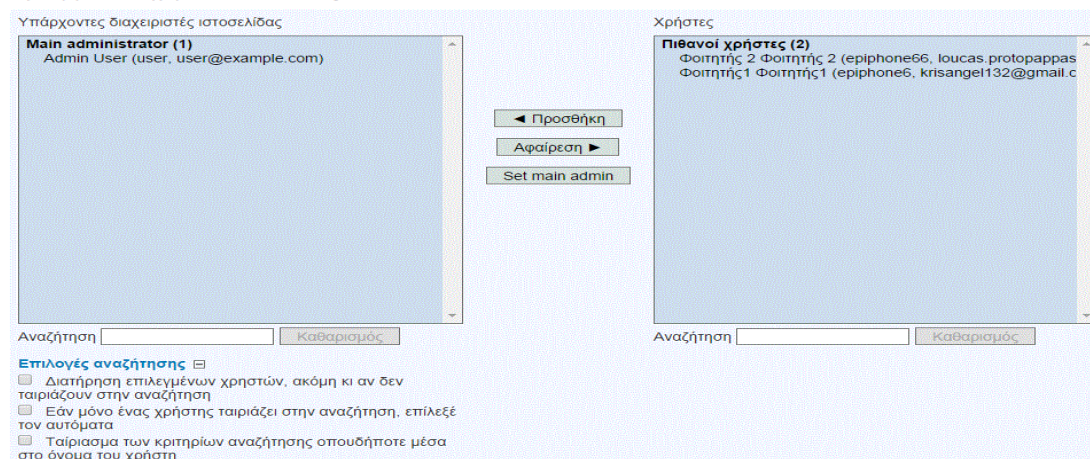 Υπάρχοντες διαχειριστές ιστοσελίδας
Main administrator (1)
Admin User (user, user@example.com)
◄ Προσθήκη
Αφαίρεση ►
Set main admin
Χρήστες
Πιθανοί χρήστες (2)
Φοιτητής 2 Φοιτητής 2 (epiphone66, loucas.protopappas
Φοιτητής1 Φοιτητής1 (epiphone6, krisangel132@gmail.c
Αναζήτηση Καθαρισμός
Αναζήτηση Καθαρισμός
Επιλογές αναζήτησης
Διατήρηση επιλεγμένων χρηστών, ακόμη κι αν δεν
ταιριάζουν στην αναζήτηση
Εάν μόνο ένας χρήστης ταιριάζει στην αναζήτηση, επίλεξέ
τον αυτόματα
Ταίριασμα των κριτηρίων αναζήτησης οπουδήποτε μέσα
στο όνομα του χρήστη